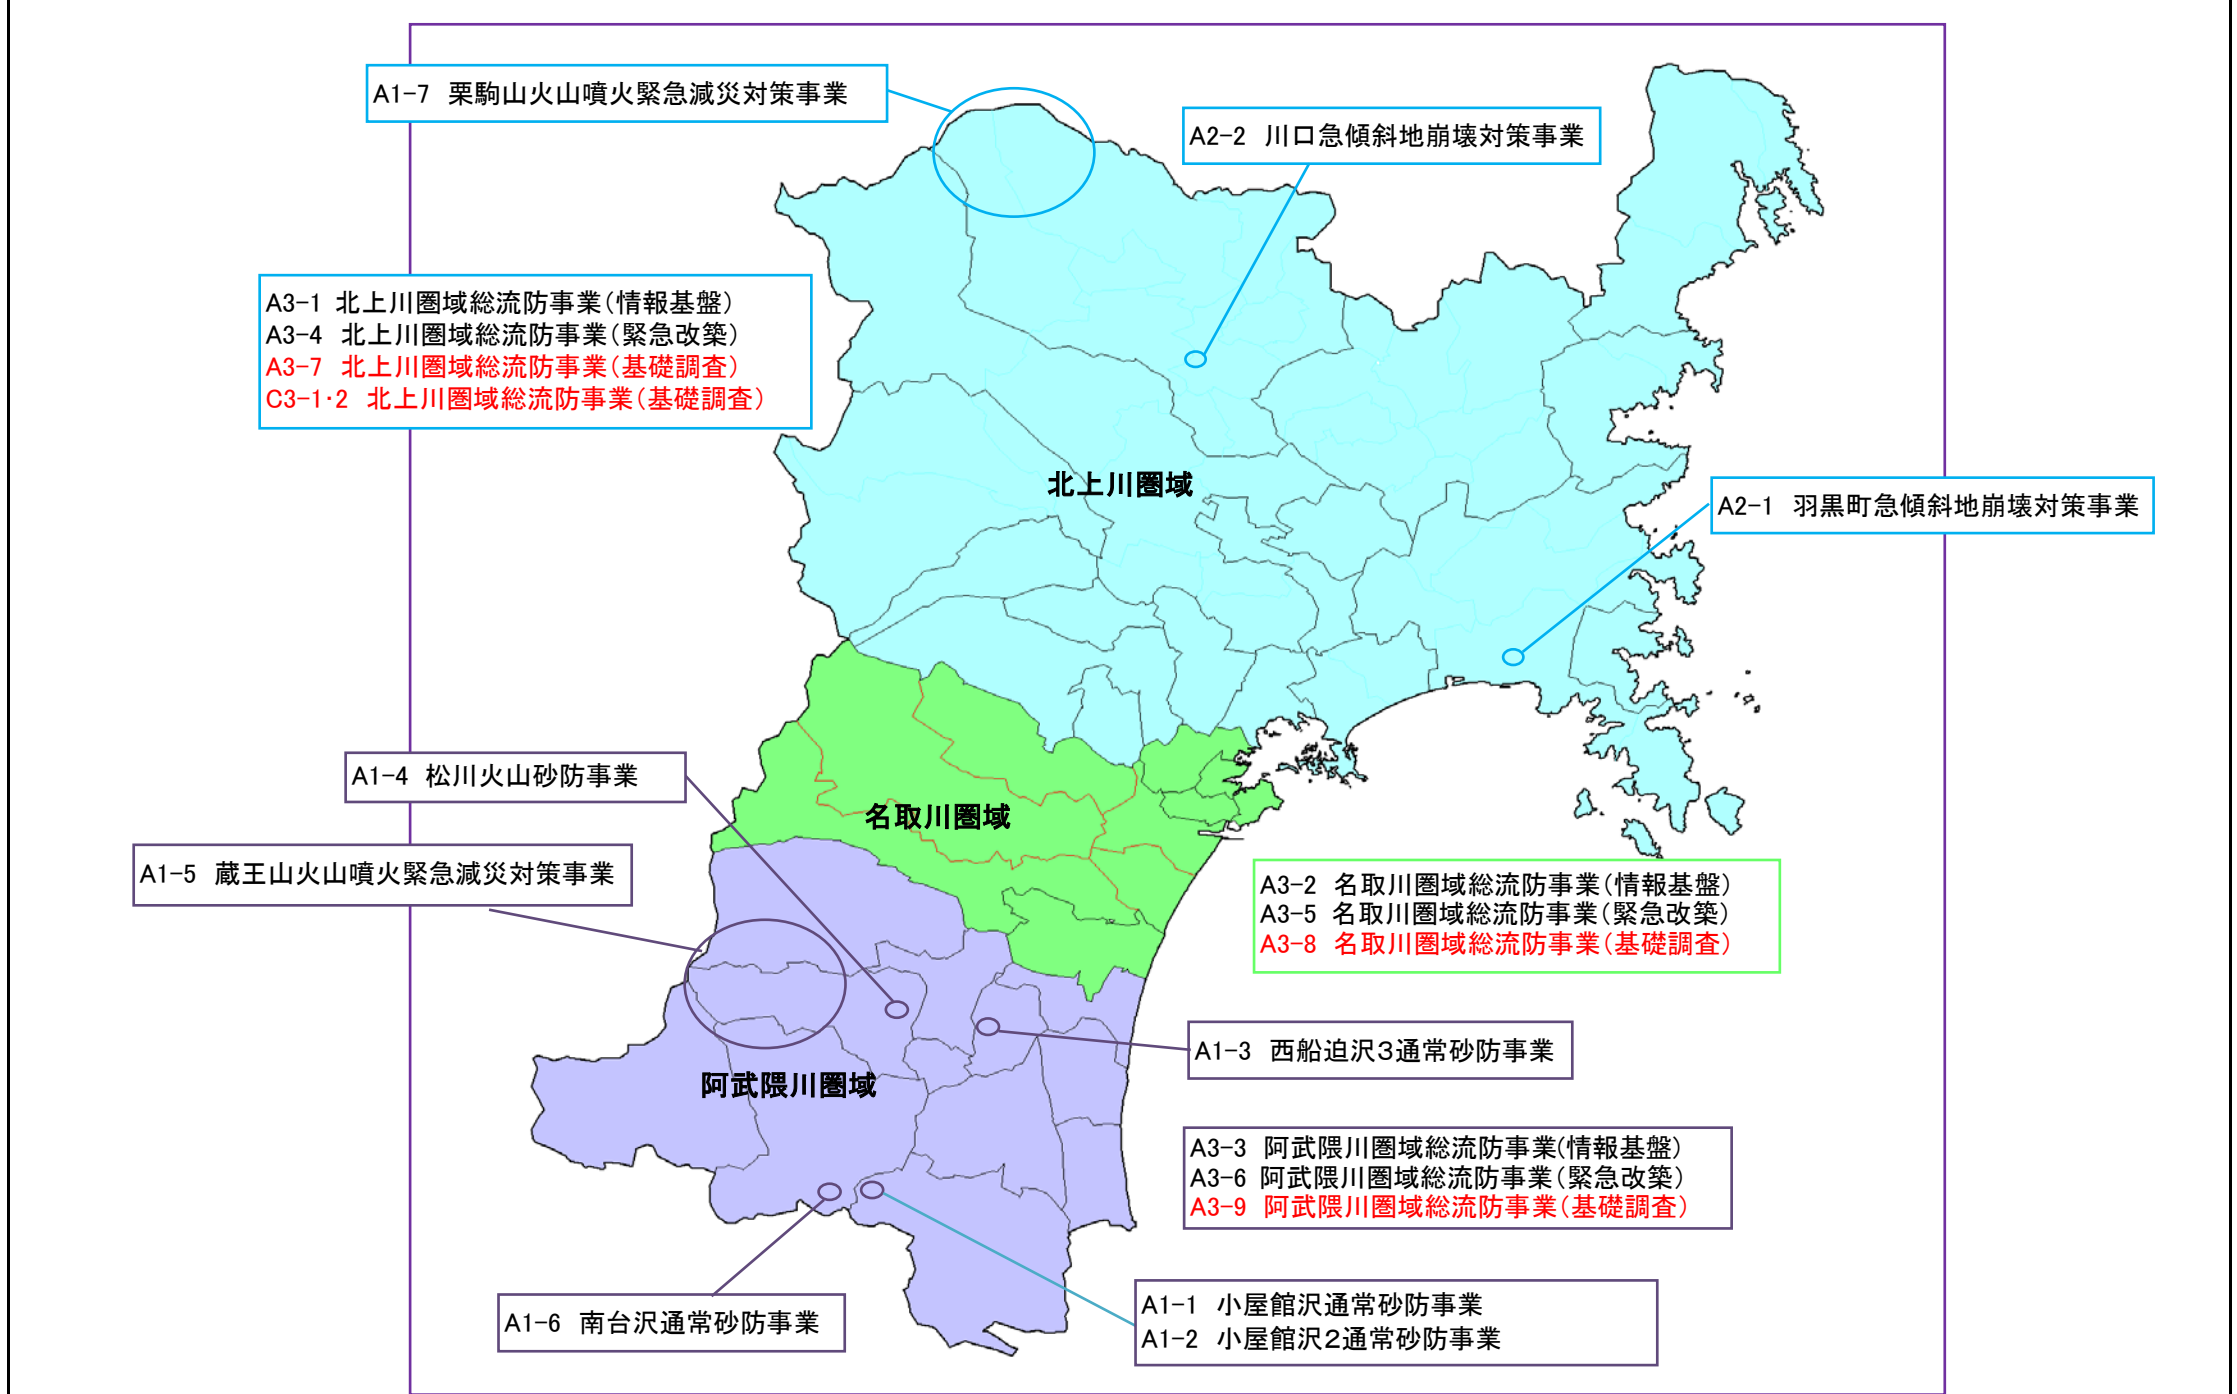 A1-7 栗駒山火山噴火緊急減災対策事業
A2-2 川口急傾斜地崩壊対策事業
A3-1 北上川圏域総流防事業(情報基盤)
A3-4 北上川圏域総流防事業(緊急改築)
A3-7 北上川圏域総流防事業(基礎調査)
C3-1･2 北上川圏域総流防事業(基礎調査)
北上川圏域
A2-1 羽黒町急傾斜地崩壊対策事業
A1-4 松川火山砂防事業
名取川圏域
A1-5 蔵王山火山噴火緊急減災対策事業
A3-2 名取川圏域総流防事業(情報基盤)
A3-5 名取川圏域総流防事業(緊急改築)
A3-8 名取川圏域総流防事業(基礎調査)
A1-3 西船迫沢3通常砂防事業
阿武隈川圏域
A3-3 阿武隈川圏域総流防事業(情報基盤)
A3-6 阿武隈川圏域総流防事業(緊急改築)
A3-9 阿武隈川圏域総流防事業(基礎調査)
A1-6 南台沢通常砂防事業
A1-1 小屋館沢通常砂防事業
A1-2 小屋館沢2通常砂防事業